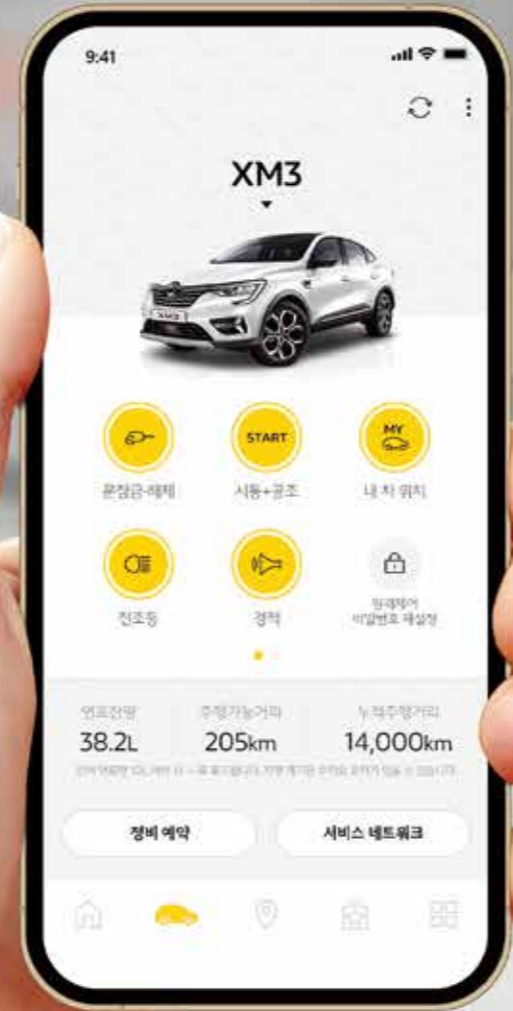 9:41
XM3
XM3
START
MY
문잠금·해제
시동+공조
내 차 위치
전조등
경적
원격제어
비밀번호 재설정
연료잔량
주행가능거리
누적주행거리
38.2L
205km
14,000km
정비 예약
서비스 네트워크